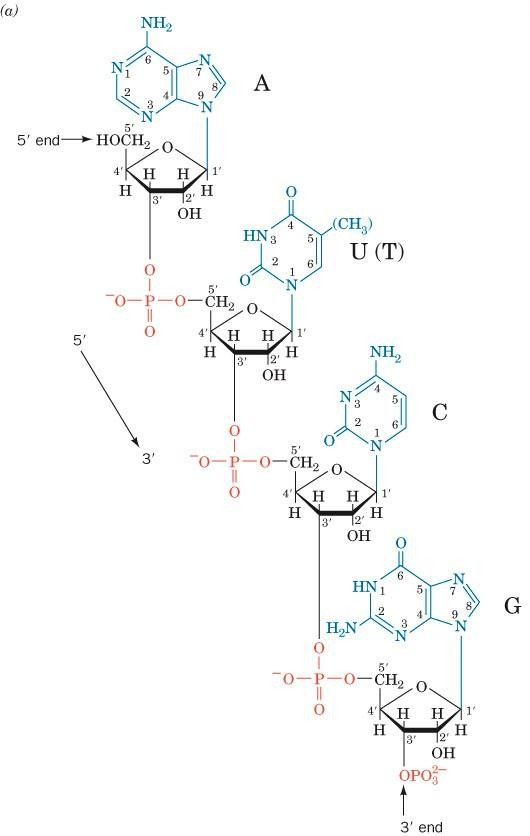 (a)
NH2
6
N 1 5 N 7
8
2 4 9
N 3 N
A
5′ end
HOCH2 5′
O
4′ H H 1′
H 3′ 2′ H
OH
O
4 (CH3)
HN 3 5
U (T)
2 6
O N 1
O
−O—P—O—CH2 5′
O
O
4′ H H 1′
H 3′ 2′ H
OH
5′
3′
NH2
4
N 3 5
C
2 6
O N 1
O
−O—P—O—CH2 5′
O
O
4′ H H 1′
H 3′ 2′ H
OH
O
6
HN 1 5 N 7
8
G
2 4 9
H2N N 3 N
O
−O—P—O—CH2 5′
O
O
4′ H H 1′
H 3′ 2′ H
OH
OPO3 2−
3′ end